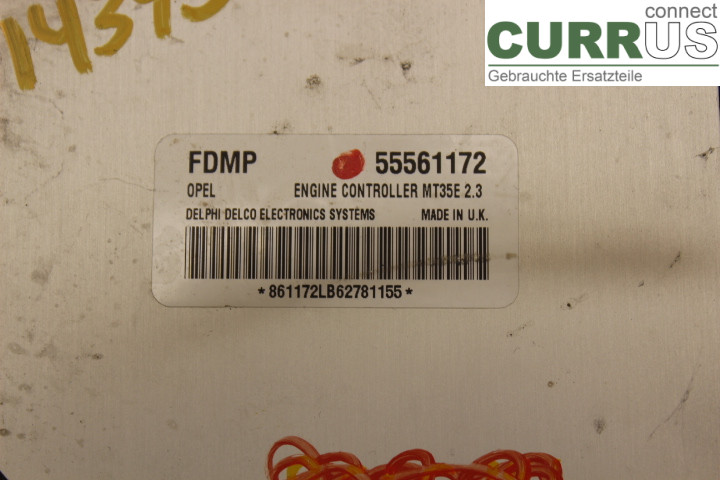 connect
CURRUS
Gebrauchte Ersatzteile
FDMP 55561172
OPEL ENGINE CONTROLLER MT35E 2.3
DELPHI DELCO ELECTRONICS SYSTEMS MADE IN U.K.
*861172LB62781155*